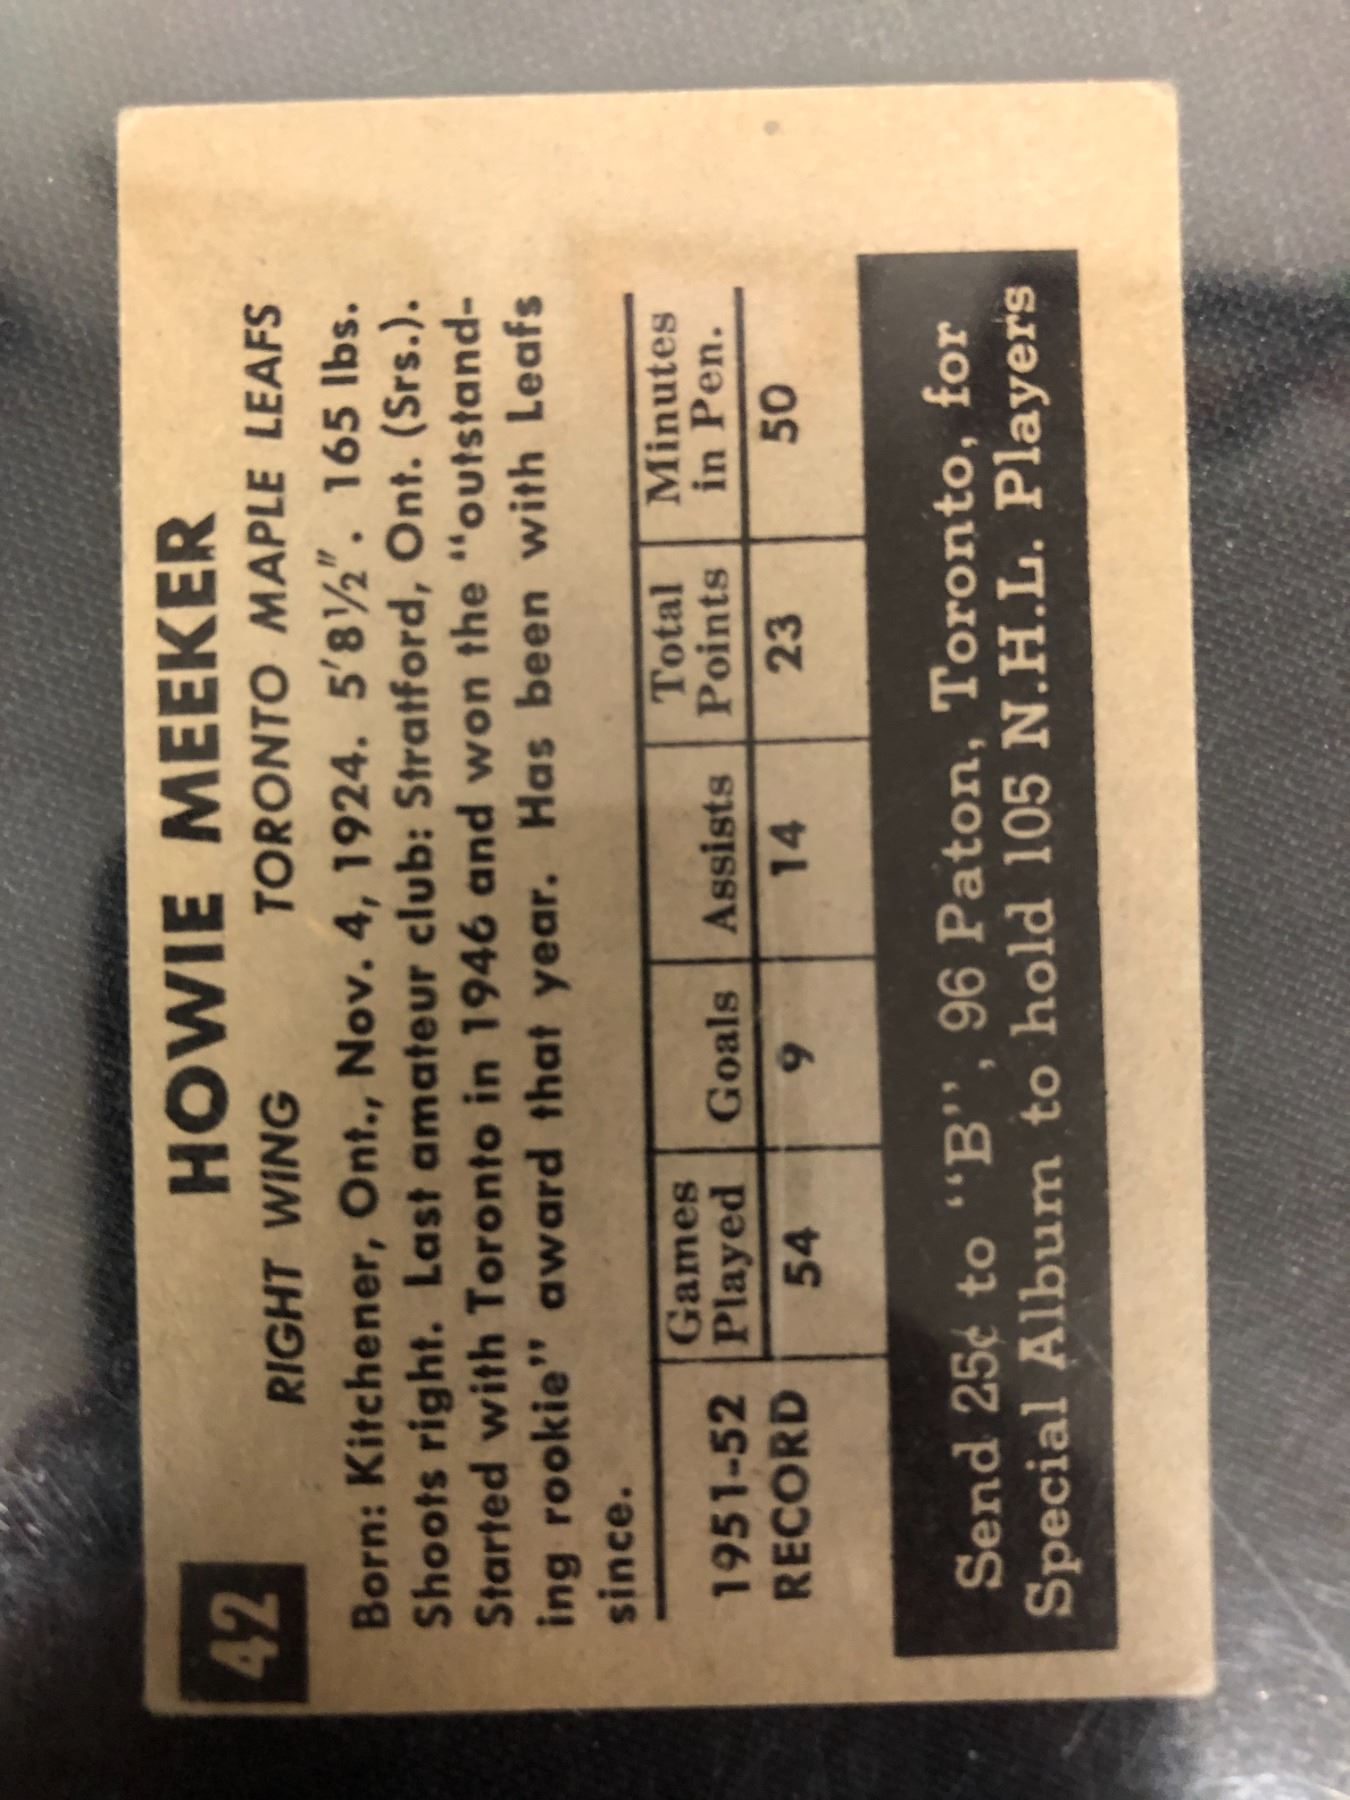 42
HOWIE MEEKER
RIGHT WING TORONTO MAPLE LEAFS
Born: Kitchener, Ont., Nov. 4, 1924. 5'8½". 165 lbs.
Shoots right. Last amateur club: Stratford, Ont. (Srs.).
Started with Toronto in 1946 and won the "outstand-
ing rookie" award that year. Has been with Leafs
since.
1951-52 RECORD
Games Played Goals Assists Total Points Minutes in Pen.
54 9 14 23 50
Send 25¢ to "B", 96 Paton, Toronto, for
Special Album to hold 105 N.H.L. Players